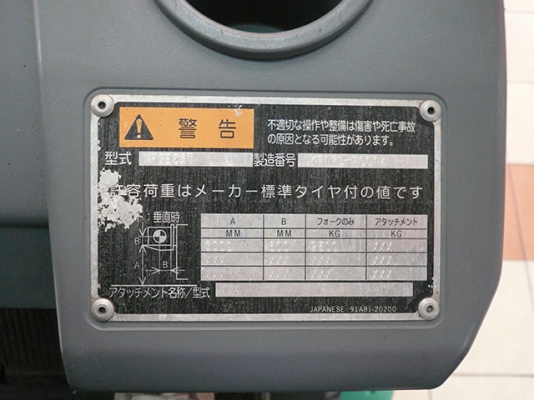 警告
不適切な操作や整備は傷害や死亡事故
の原因となる可能性があります。
型式 製造番号
許容荷重はメーカー標準タイヤ付の値です
垂直時
B
A
B
A B フォークのみ アタッチメント
MM MM KG KG
アタッチメント名称/型式
JAPANESE 91A81-20200